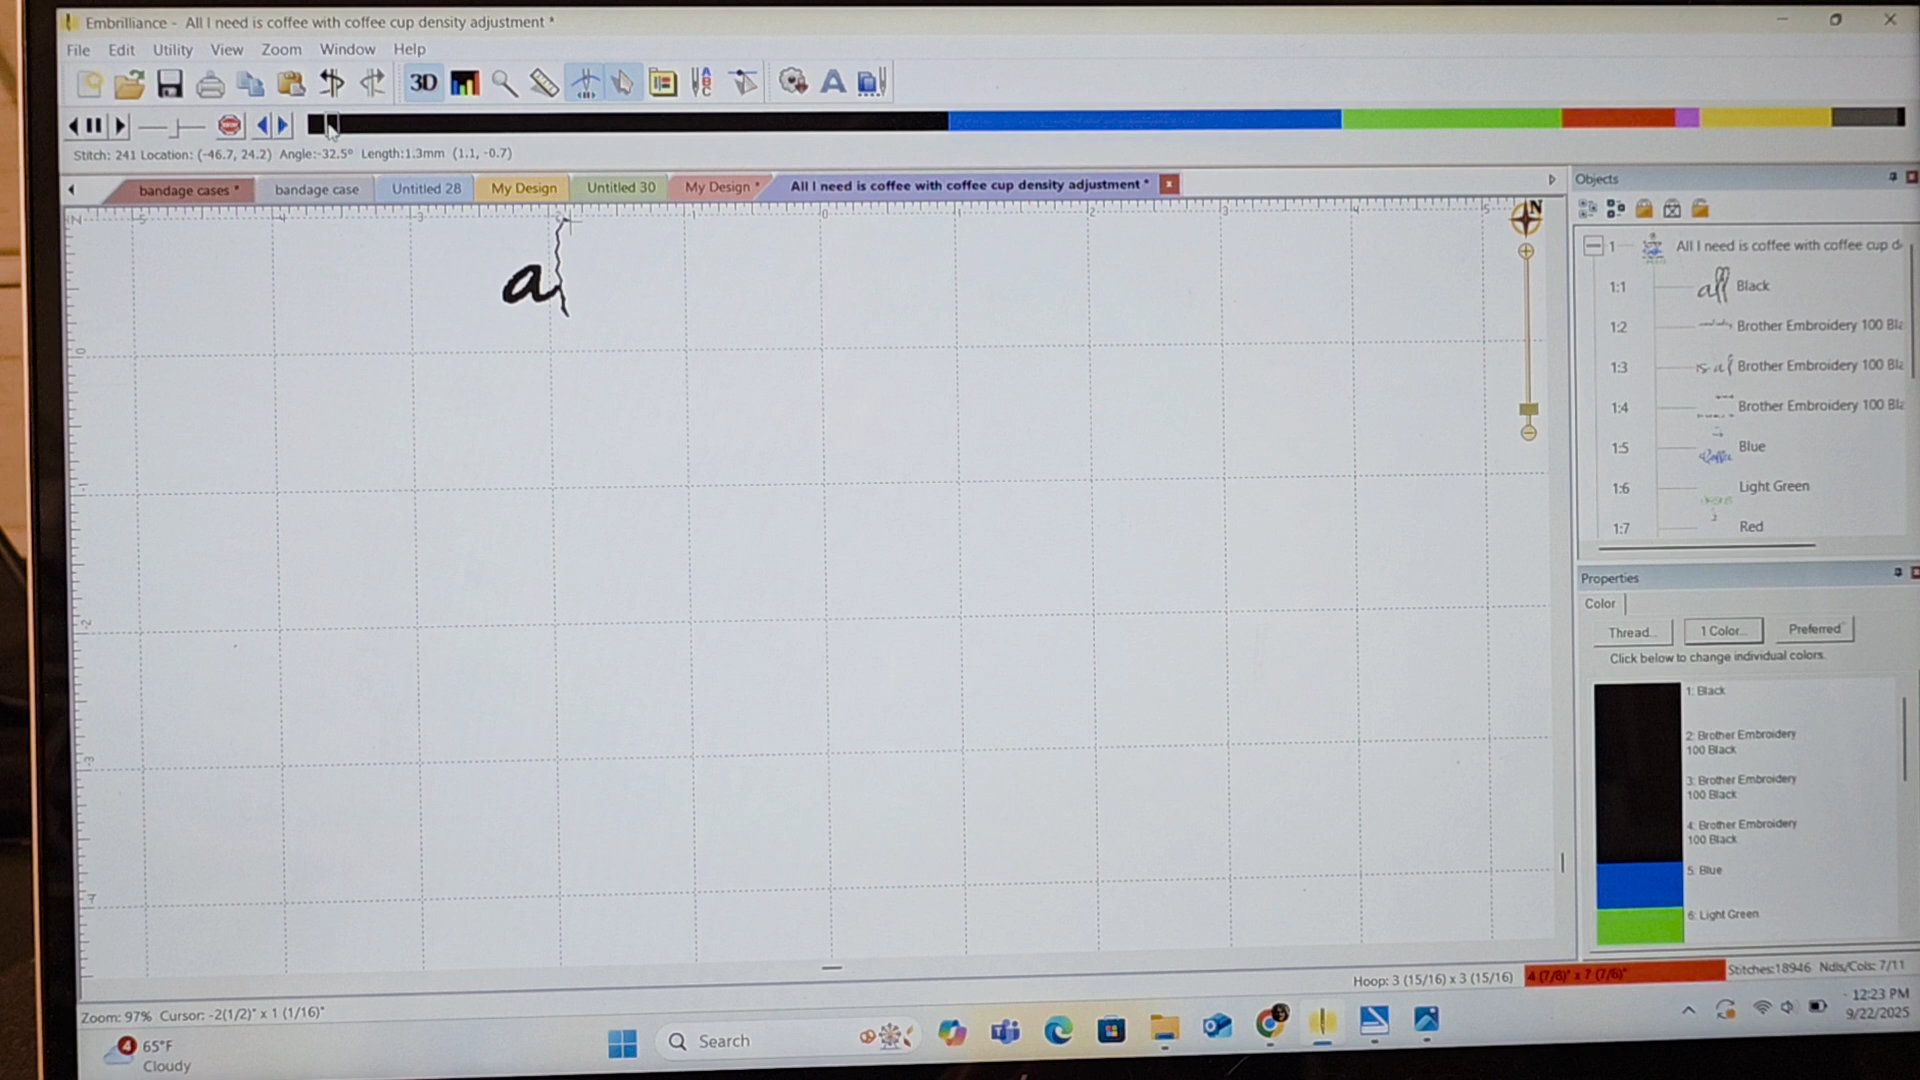 Embrilliance - All I need is coffee with coffee cup density adjustment *
File Edit Utility View Zoom Window Help
3D
Stitch: 241 Location: (-46.7, 24.2) Angle:-32.5° Length:1.3mm (1.1, -0.7)
bandage cases * bandage case Untitled 28 My Design Untitled 30 My Design * All I need is coffee with coffee cup density adjustment *
N
a
Objects
1 All I need is coffee with coffee cup d
1:1 all Black
1:2 Brother Embroidery 100 Bla
1:3 Brother Embroidery 100 Bla
1:4 Brother Embroidery 100 Bla
1:5 Blue
1:6 Light Green
1:7 Red
Properties
Color
Thread... 1 Color... Preferred
Click below to change individual colors.
1: Black
2: Brother Embroidery
100 Black
3: Brother Embroidery
100 Black
4: Brother Embroidery
100 Black
5: Blue
6: Light Green
Hoop: 3 (15/16) x 3 (15/16) 4 (7/8)" x 7 (7/8)" Stitches:18946 Ndls/Cols: 7/11
Zoom: 97% Cursor: -2(1/2)" x 1 (1/16)"
4 65°F
Cloudy
Search
12:23 PM
9/22/2025